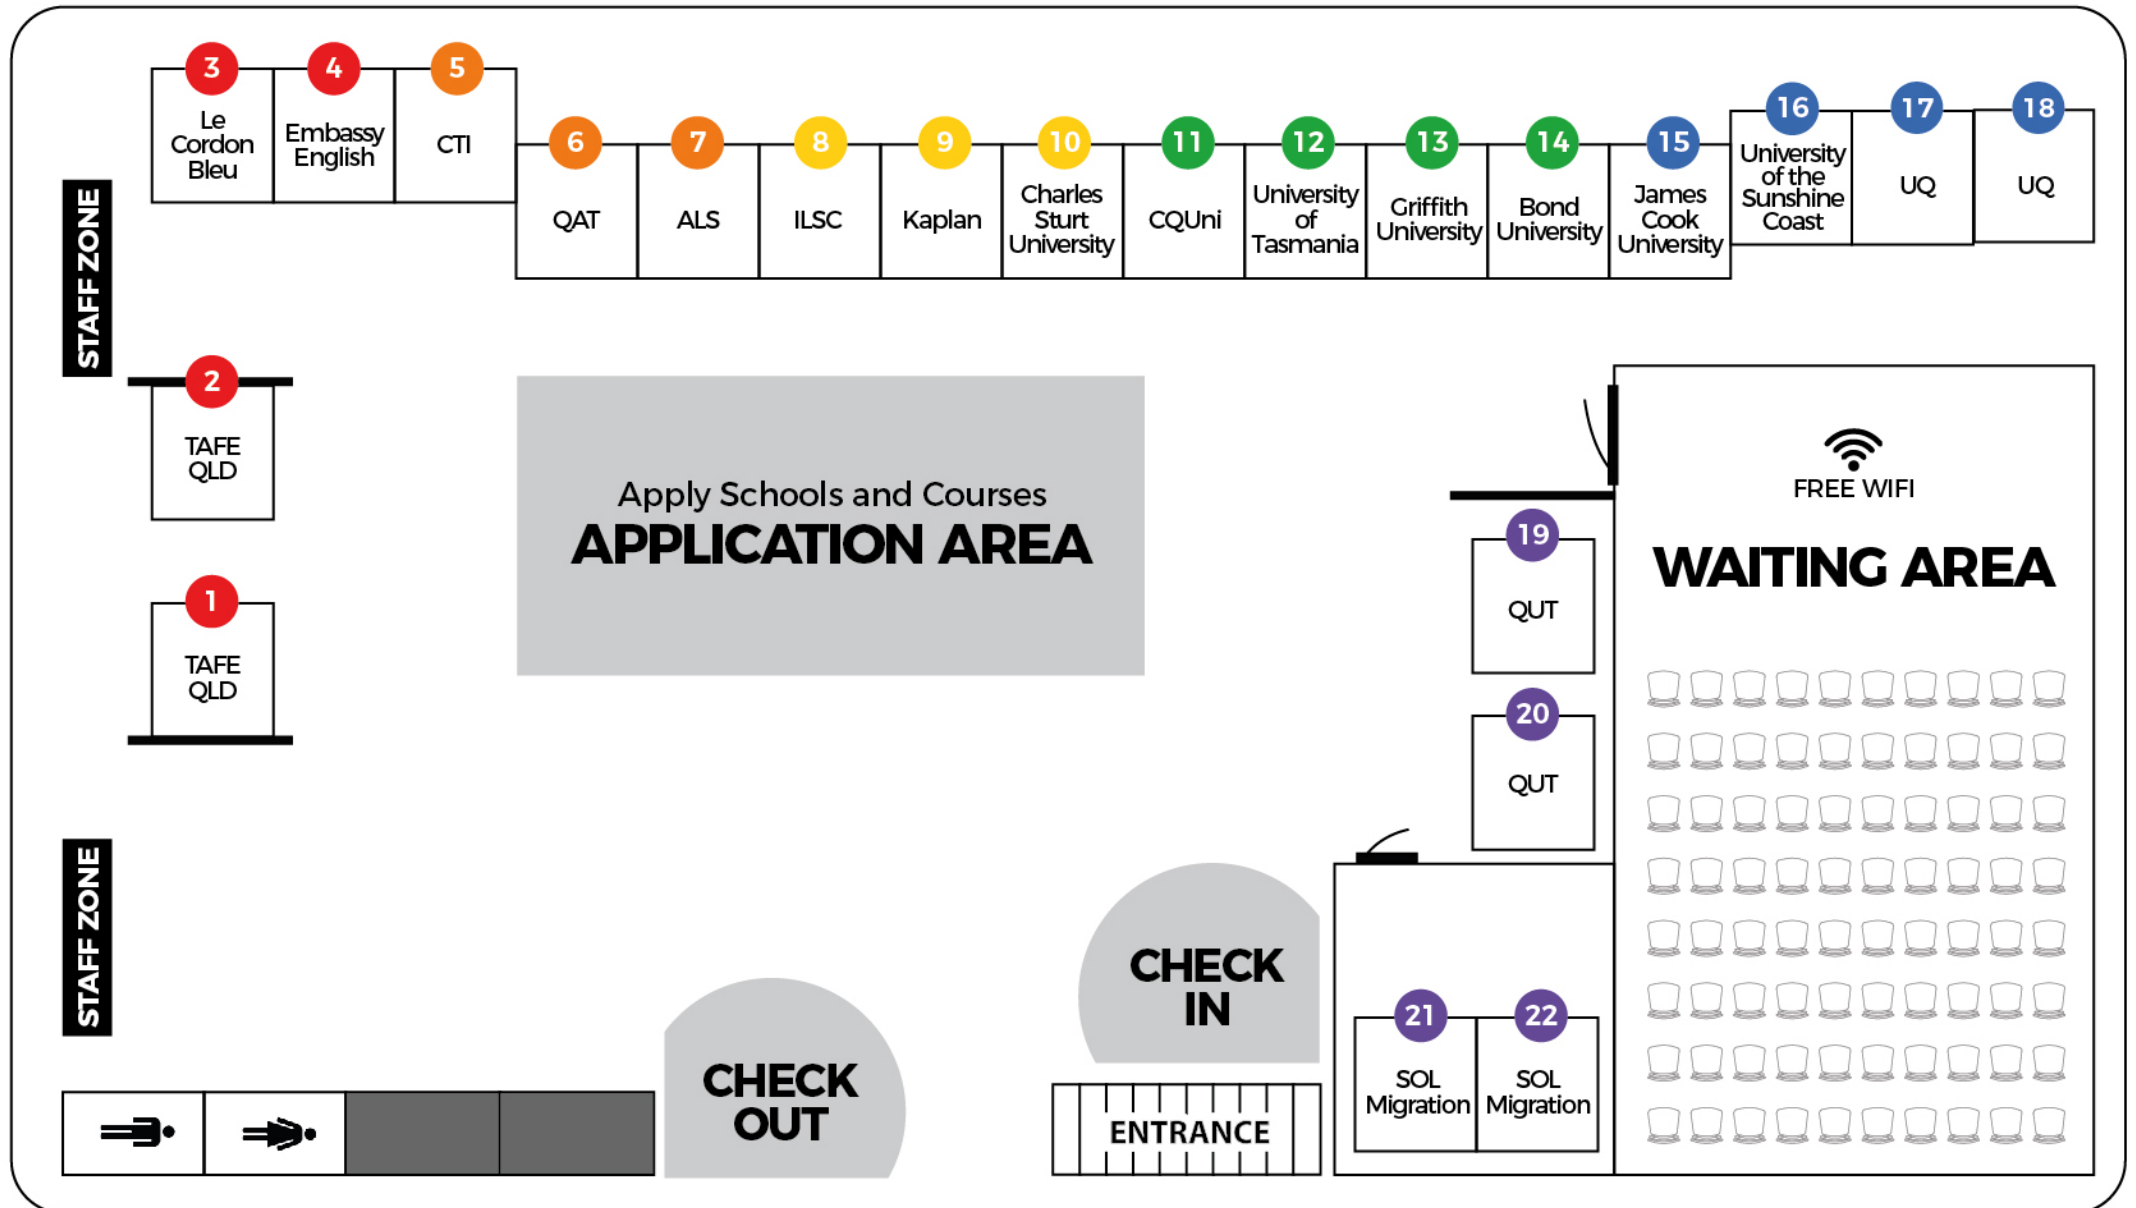 3
Le
Cordon
Bleu
4
Embassy
English
5
CTI
6
QAT
7
ALS
8
ILSC
9
Kaplan
10
Charles
Sturt
University
11
CQUni
12
University
of
Tasmania
13
Griffith
University
14
Bond
University
15
James
Cook
University
16
University
of the
Sunshine
Coast
17
UQ
18
UQ
STAFF ZONE
2
TAFE
QLD
1
TAFE
QLD
Apply Schools and Courses
APPLICATION AREA
FREE WIFI
WAITING AREA
19
QUT
20
QUT
STAFF ZONE
CHECK
OUT
CHECK
IN
ENTRANCE
21
SOL
Migration
22
SOL
Migration